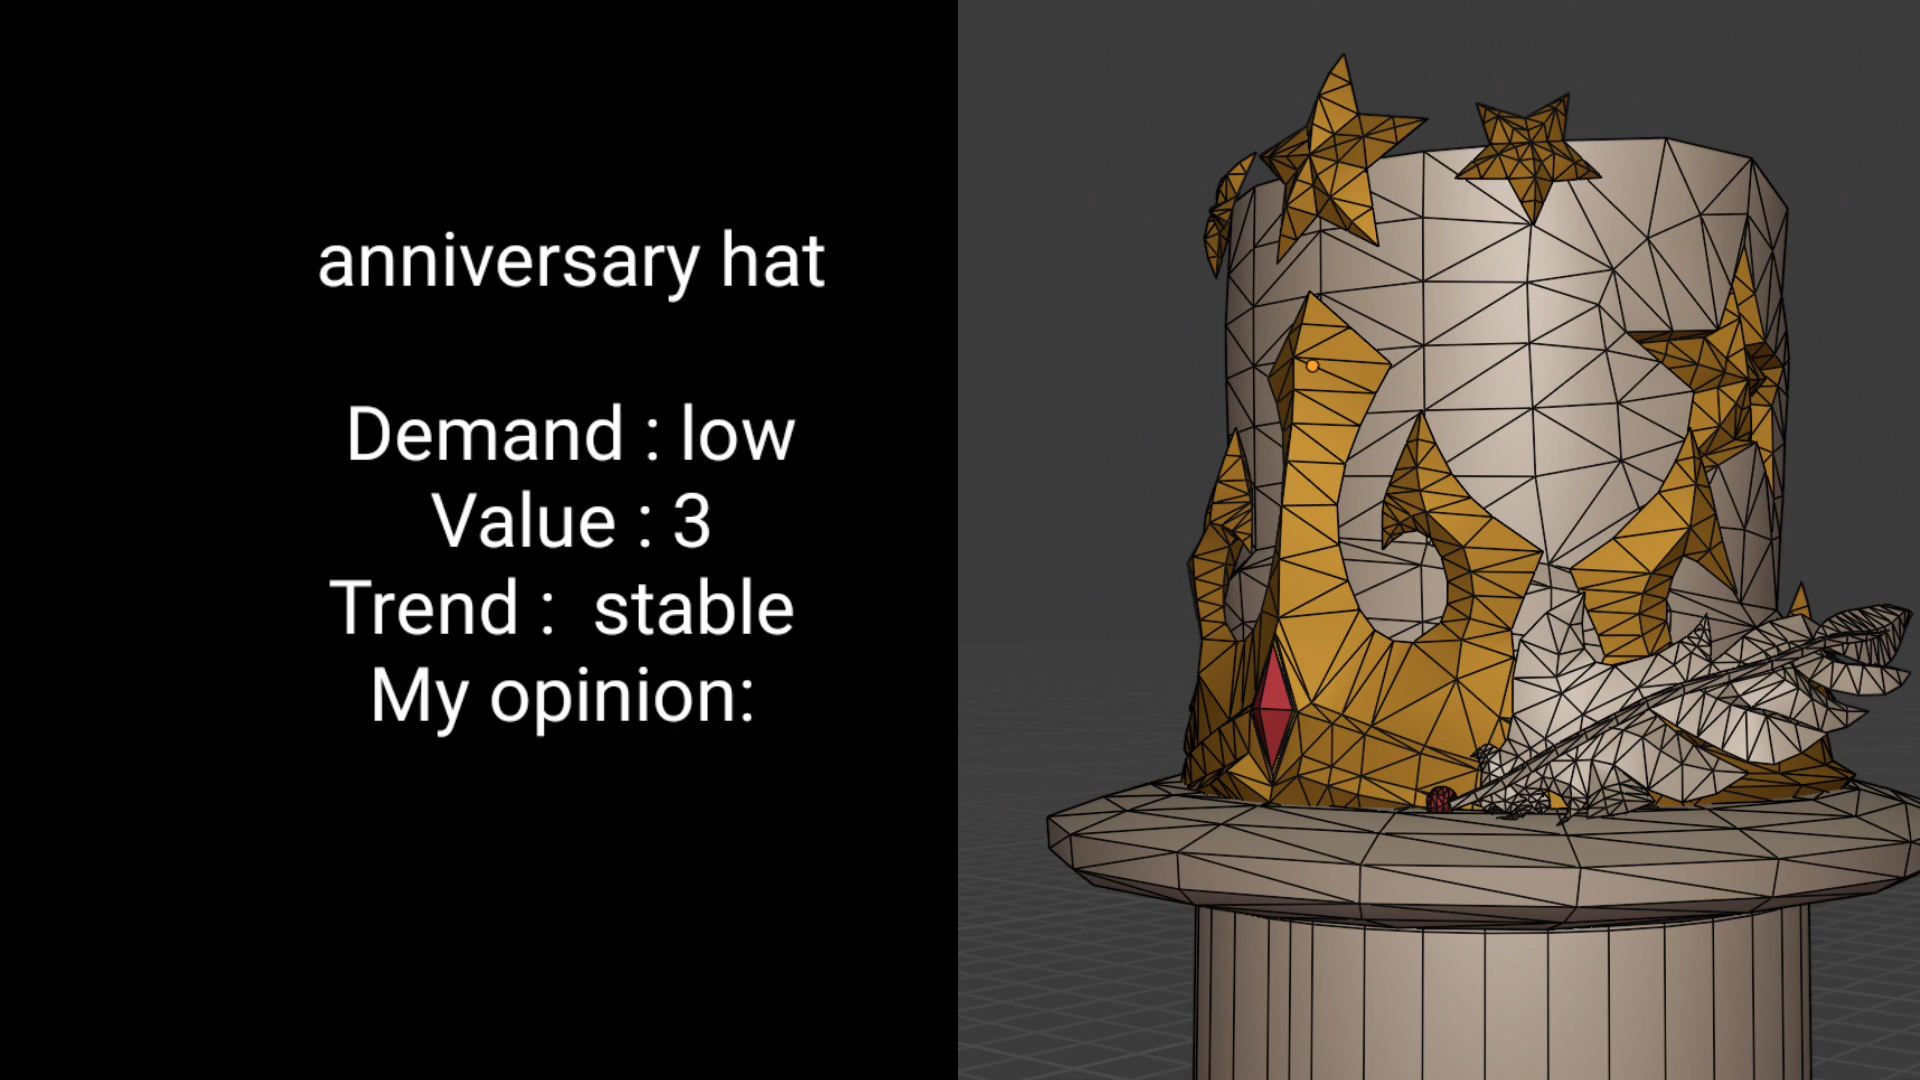 anniversary hat
Demand : low
Value : 3
Trend :  stable
My opinion: